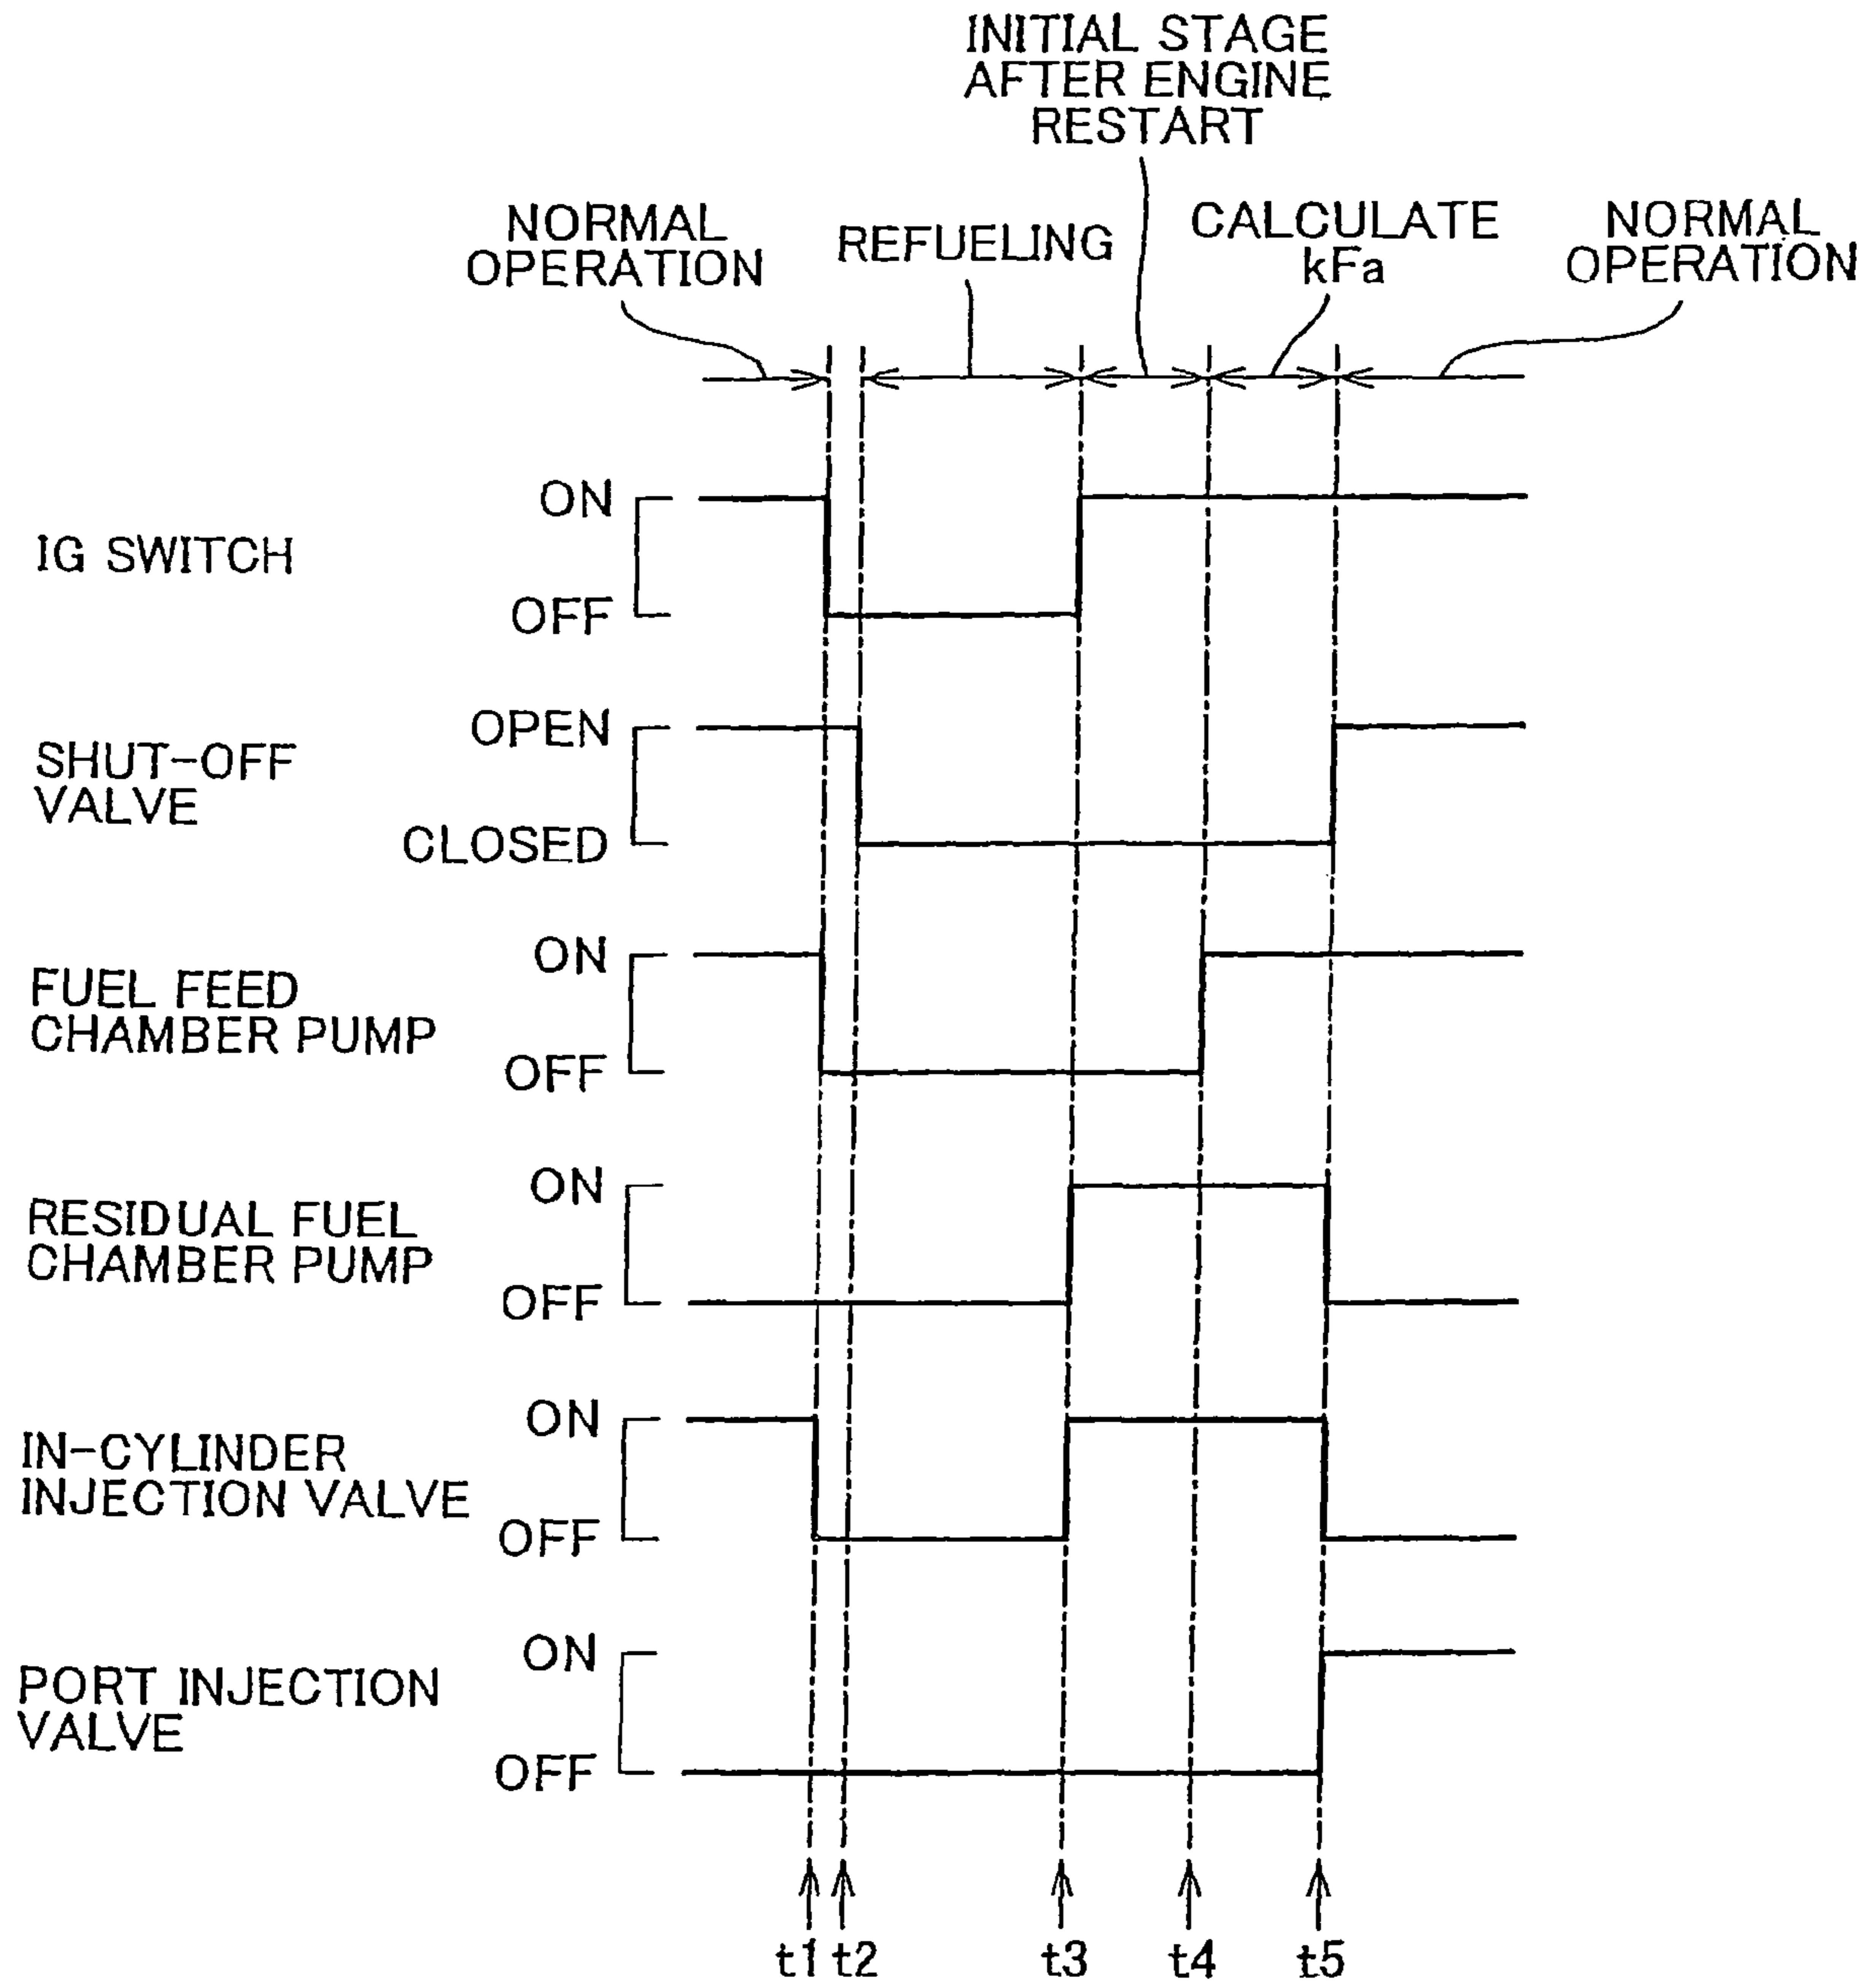 INITIAL STAGE
AFTER ENGINE
RESTART
NORMAL
OPERATION
REFUELING
CALCULATE
kFa
NORMAL
OPERATION
IG SWITCH
ON
OFF
SHUT-OFF
VALVE
OPEN
CLOSED
FUEL FEED
CHAMBER PUMP
ON
OFF
RESIDUAL FUEL
CHAMBER PUMP
ON
OFF
IN-CYLINDER
INJECTION VALVE
ON
OFF
PORT INJECTION
VALVE
ON
OFF
t1 t2 t3 t4 t5